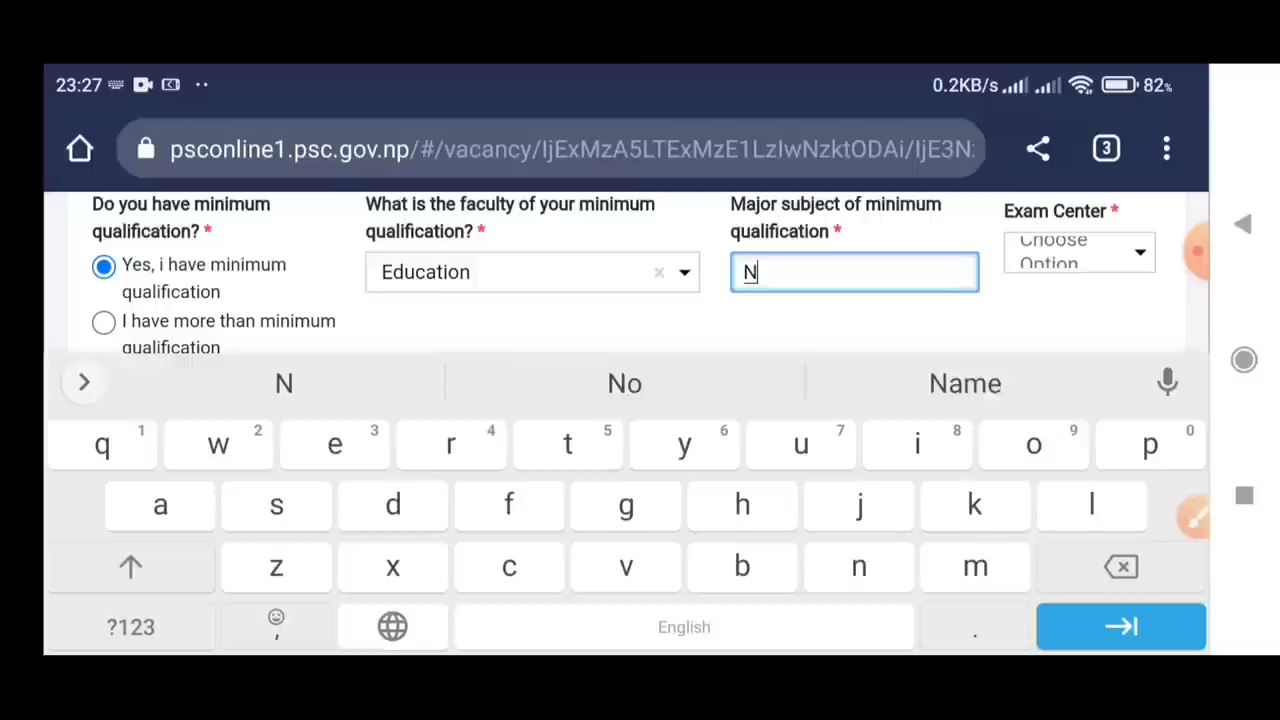 23:27
0.2KB/s 82%
psconline1.psc.gov.np/#/vacancy/IjExMzA5LTExMzE1LzIwNzktODAi/IjE3N:
3
Do you have minimum qualification? *
What is the faculty of your minimum qualification? *
Major subject of minimum qualification *
Exam Center *
Yes, i have minimum qualification
Education
N
Choose Option
I have more than minimum qualification
N No Name
q 1 w 2 e 3 r 4 t 5 y 6 u 7 i 8 o 9 p 0
a s d f g h j k l
z x c v b n m
?123 , English .